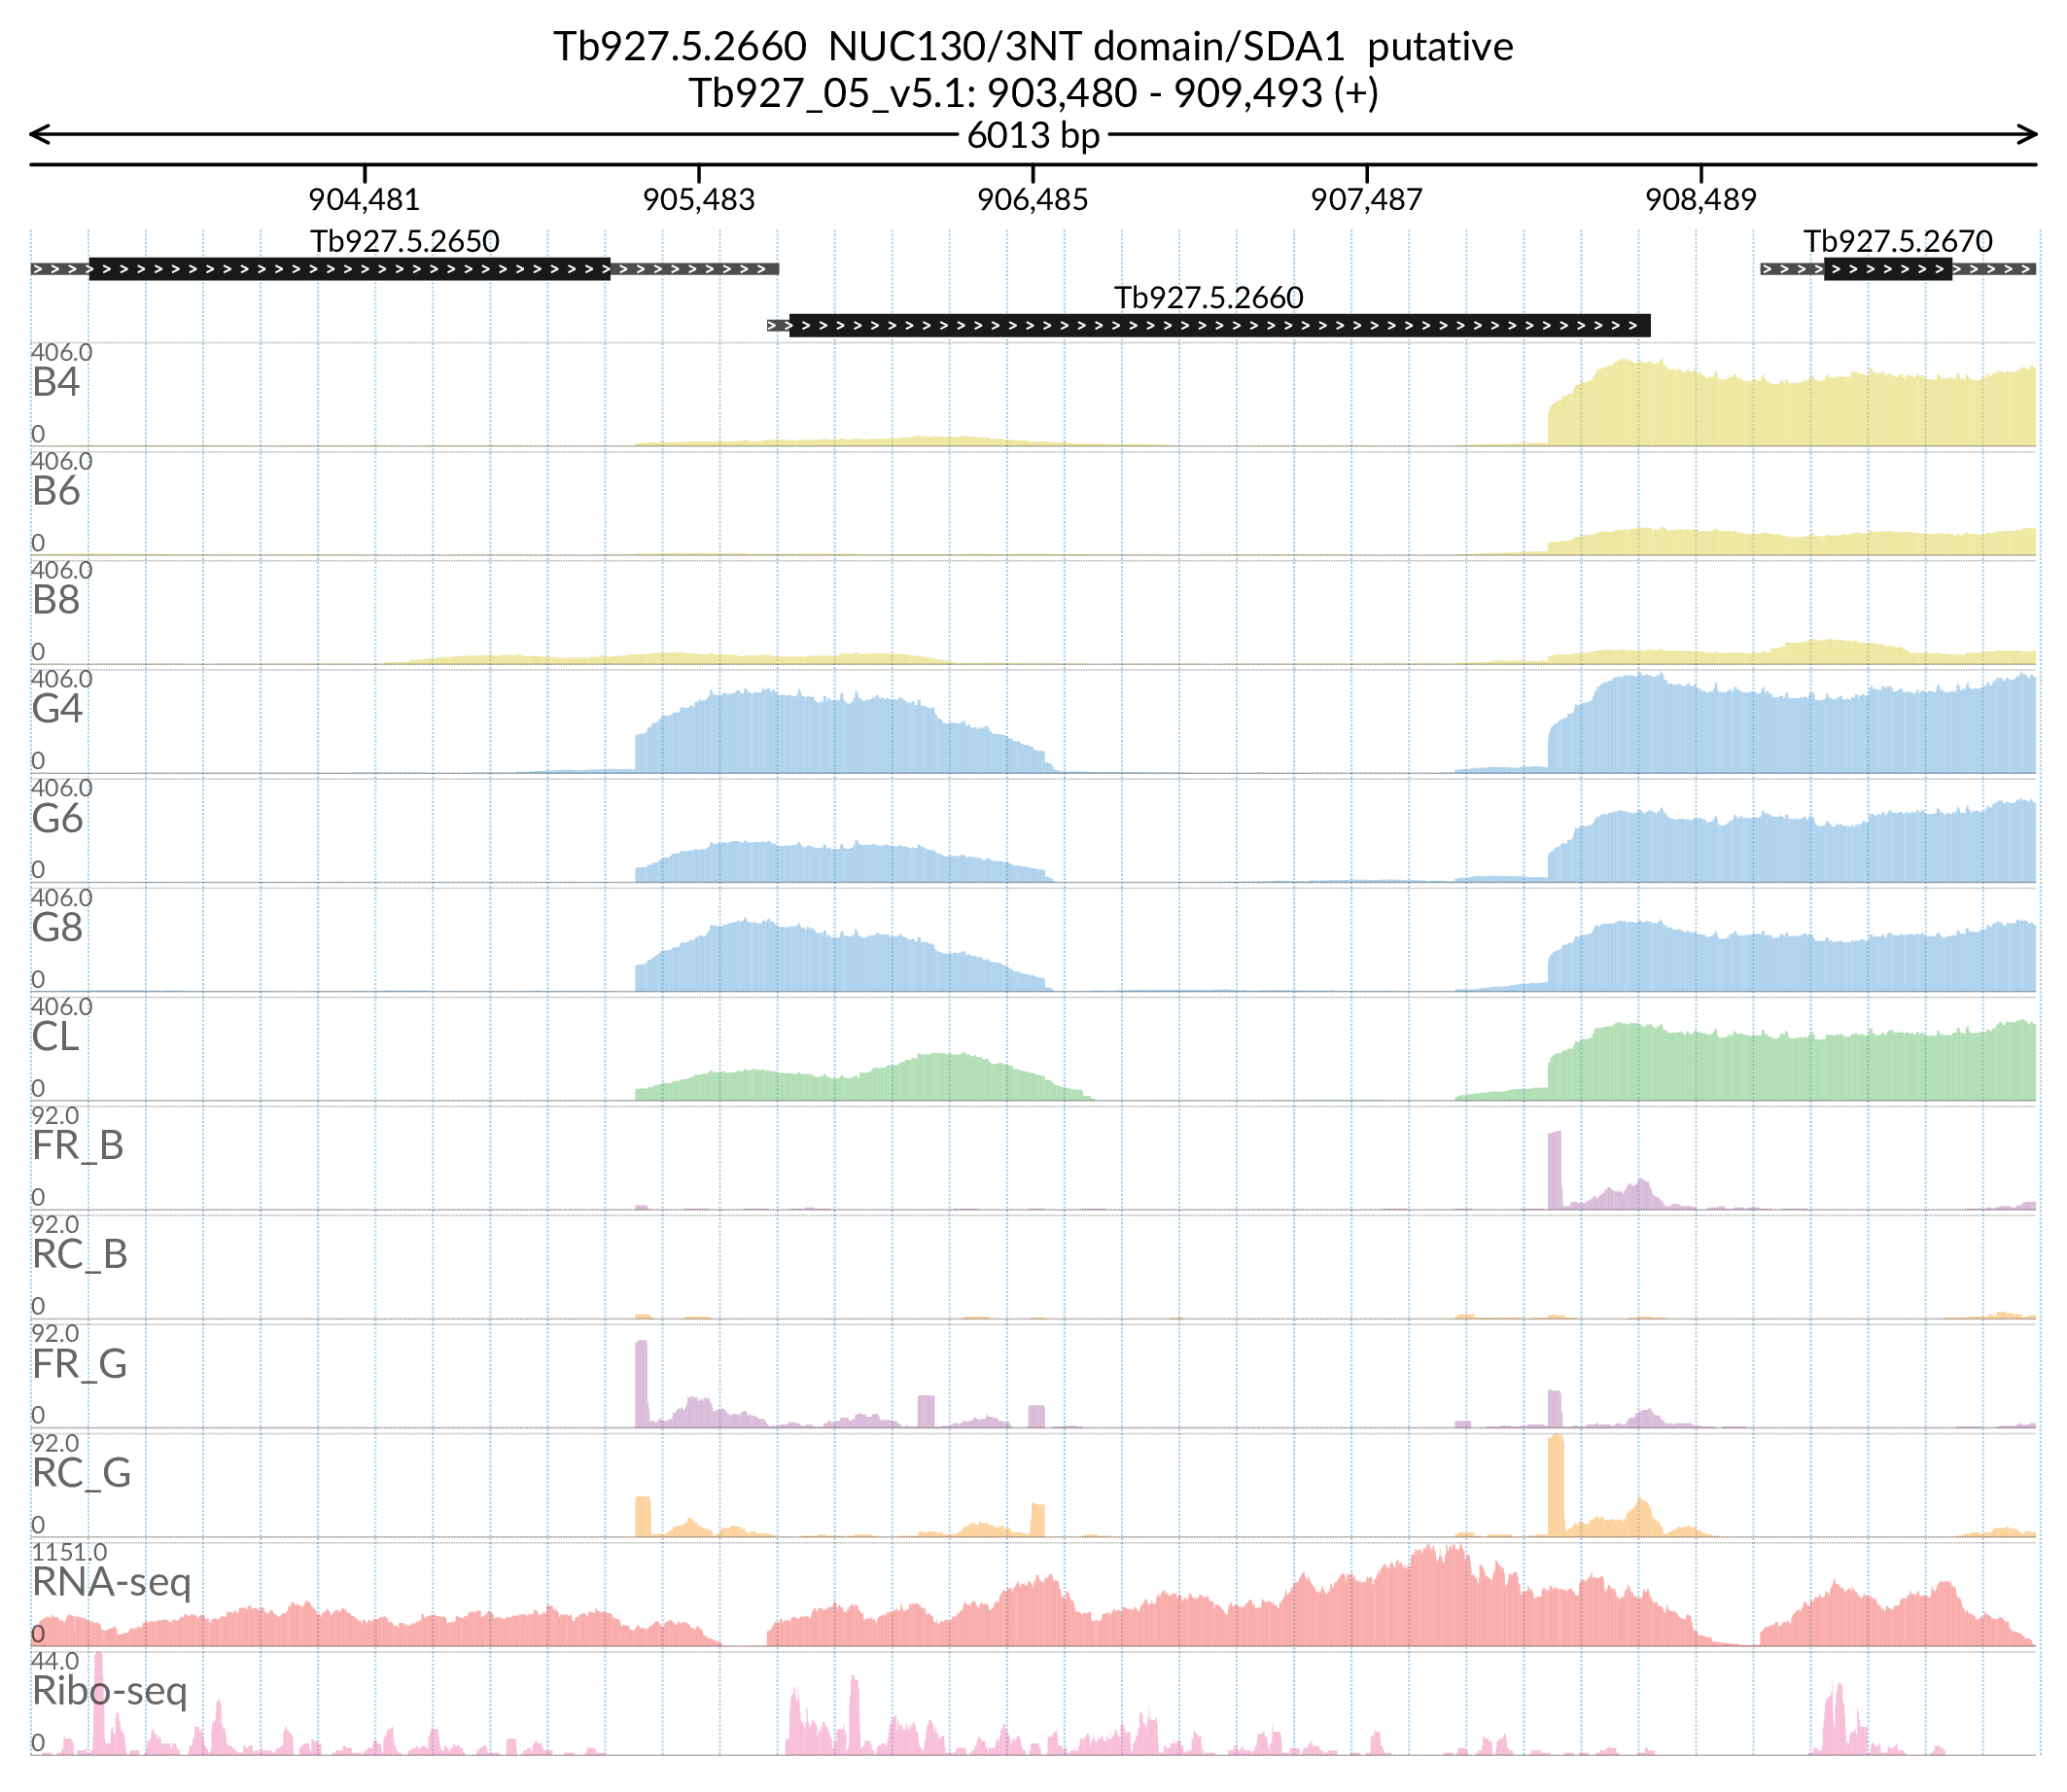 Tb927.5.2660  NUC130/3NT domain/SDA1  putative
Tb927_05_v5.1: 903,480 - 909,493 (+)
6013 bp
904,481 905,483 906,485 907,487 908,489
Tb927.5.2650 Tb927.5.2670
Tb927.5.2660
406.0
B4
0
406.0
B6
0
406.0
B8
0
406.0
G4
0
406.0
G6
0
406.0
G8
0
406.0
CL
0
92.0
FR_B
0
92.0
RC_B
0
92.0
FR_G
0
92.0
RC_G
0
1151.0
RNA-seq
0
44.0
Ribo-seq
0